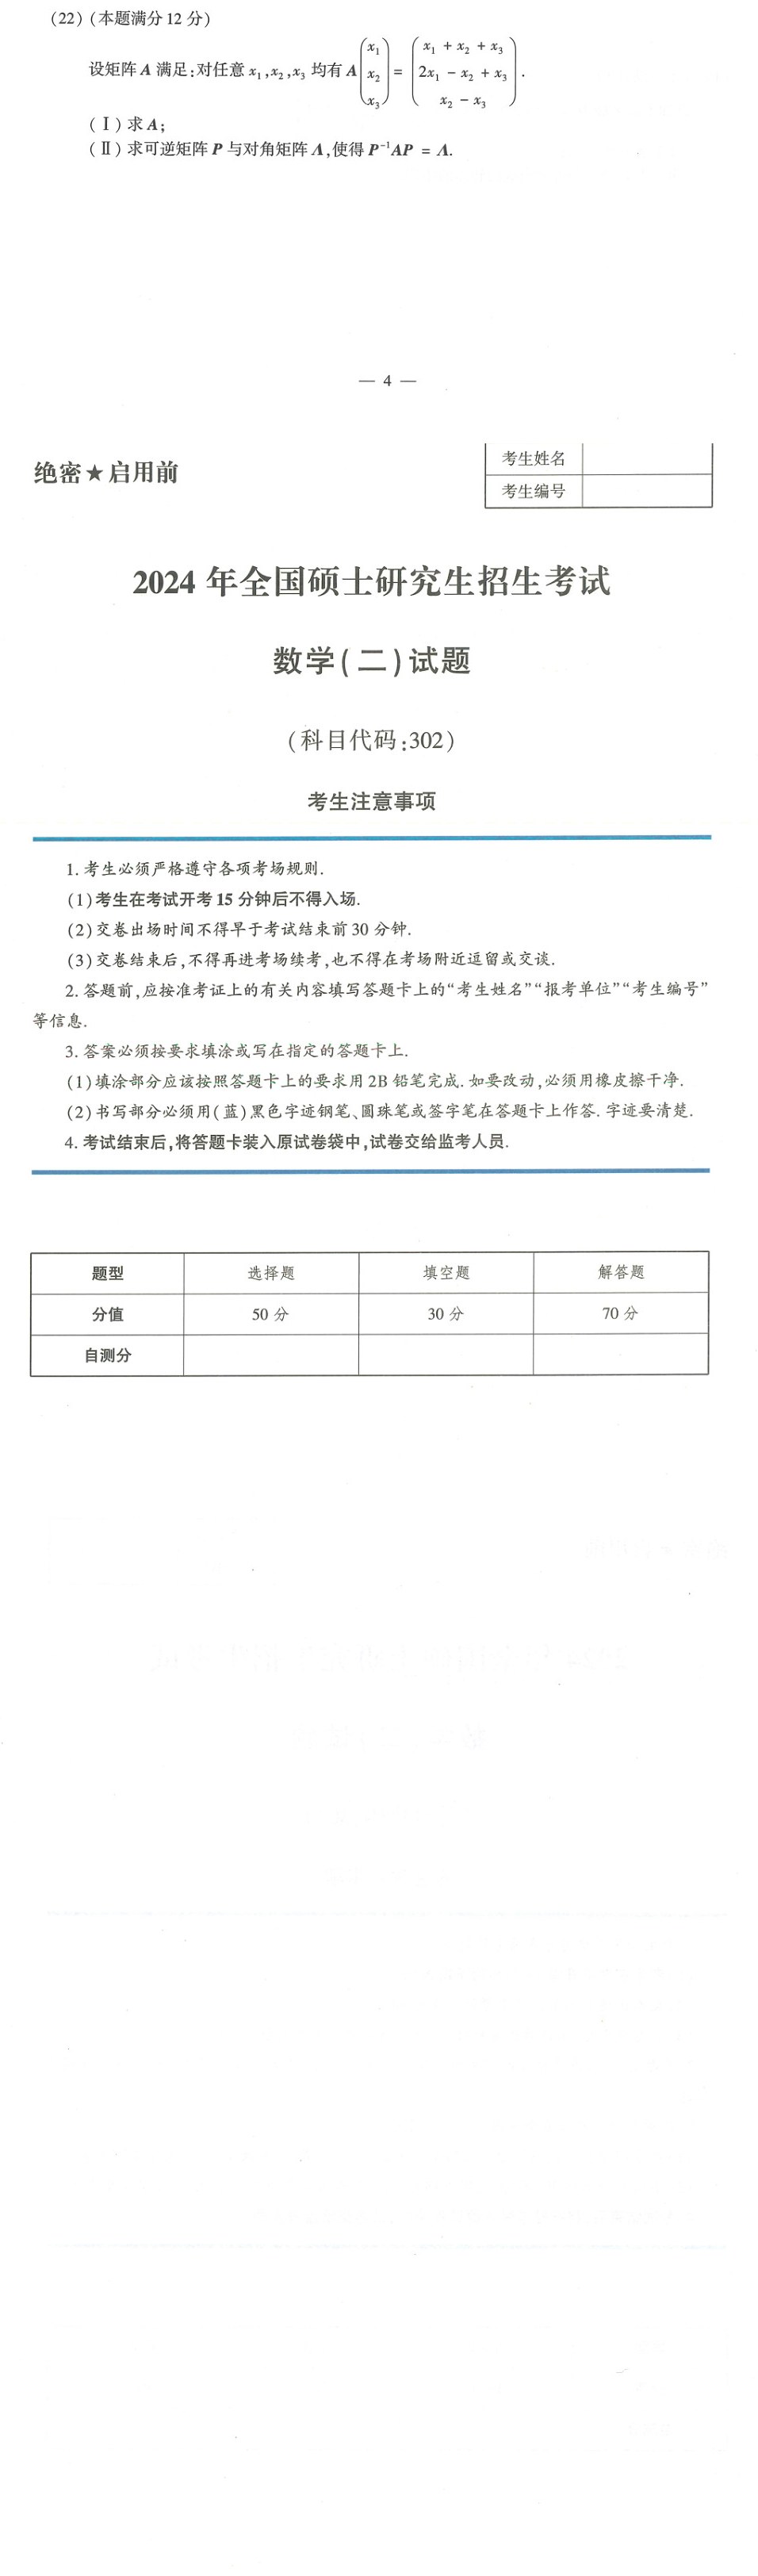 (22)(本题满分12分)
设矩阵A满足:对任意x₁,x₂,x₃均有A(x₁ x₂ x₃)=(x₁+x₂+x₃ 2x₁-x₂+x₃ x₂-x₃).
(Ⅰ)求A;
(Ⅱ)求可逆矩阵P与对角矩阵Λ,使得P⁻¹AP=Λ.
— 4 —
绝密★启用前
考生姓名
考生编号
2024年全国硕士研究生招生考试
数学(二)试题
(科目代码:302)
考生注意事项
1.考生必须严格遵守各项考场规则.
(1)考生在考试开考15分钟后不得入场.
(2)交卷出场时间不得早于考试结束前30分钟.
(3)交卷结束后,不得再进考场续考,也不得在考场附近逗留或交谈.
2.答题前,应按准考证上的有关内容填写答题卡上的“考生姓名”“报考单位”“考生编号”
等信息.
3.答案必须按要求填涂或写在指定的答题卡上.
(1)填涂部分应该按照答题卡上的要求用2B铅笔完成.如要改动,必须用橡皮擦干净.
(2)书写部分必须用(蓝)黑色字迹钢笔、圆珠笔或签字笔在答题卡上作答.字迹要清楚.
4.考试结束后,将答题卡装入原试卷袋中,试卷交给监考人员.
题型 选择题 填空题 解答题
分值 50分 30分 70分
自测分